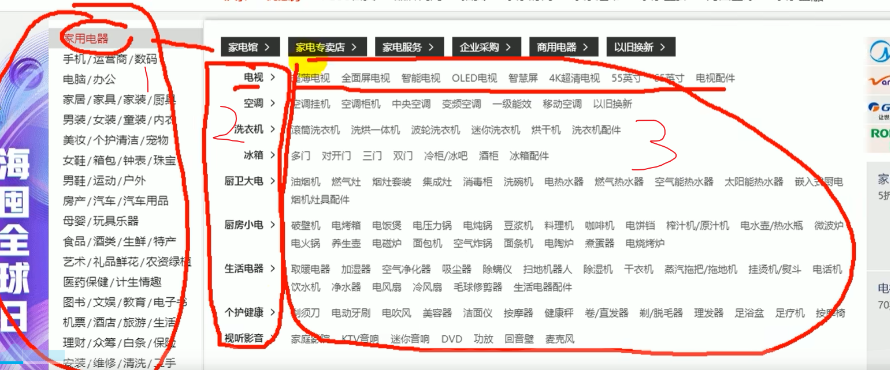 家用电器
手机/运营商/数码
电脑/办公
家居/家具/家装/厨具
男装/女装/童装/内衣
美妆/个护清洁/宠物
女鞋/箱包/钟表/珠宝
男鞋/运动/户外
房产/汽车/汽车用品
母婴/玩具乐器
食品/酒类/生鲜/特产
艺术/礼品鲜花/农资绿植
医药保健/计生情趣
图书/文娱/教育/电子书
机票/酒店/旅游/生活
理财/众筹/白条/保险
安装/维修/清洗/二手
1
家电馆 > 家电专卖店 > 家电服务 > 企业采购 > 商用电器 > 以旧换新 >
电视 > 超薄电视 全面屏电视 智能电视 OLED电视 智慧屏 4K超清电视 55英寸 65英寸 电视配件
空调 > 空调挂机 空调柜机 中央空调 变频空调 一级能效 移动空调 以旧换新
洗衣机 > 滚筒洗衣机 洗烘一体机 波轮洗衣机 迷你洗衣机 烘干机 洗衣机配件
2
3
冰箱 > 多门 对开门 三门 双门 冷柜/冰吧 酒柜 冰箱配件
厨卫大电 > 油烟机 燃气灶 烟灶套装 集成灶 消毒柜 洗碗机 电热水器 燃气热水器 空气能热水器 太阳能热水器 嵌入式厨电
烟机灶具配件
厨房小电 > 破壁机 电烤箱 电饭煲 电压力锅 电炖锅 豆浆机 料理机 咖啡机 电饼铛 榨汁机/原汁机 电水壶/热水瓶 微波炉
电火锅 养生壶 电磁炉 面包机 空气炸锅 面条机 电陶炉 煮蛋器 电烧烤炉
生活电器 > 取暖电器 加湿器 空气净化器 吸尘器 除螨仪 扫地机器人 除湿机 干衣机 蒸汽拖把/拖地机 挂烫机/熨斗 电话机
饮水机 净水器 电风扇 冷风扇 毛球修剪器 生活电器配件
个护健康 > 剃须刀 电动牙刷 电吹风 美容器 洁面仪 按摩器 健康秤 卷/直发器 剃/脱毛器 理发器 足浴盆 足疗机 按摩椅
视听影音 > 家庭影院 KTV音响 迷你音响 DVD 功放 回音壁 麦克风
海囤全球日